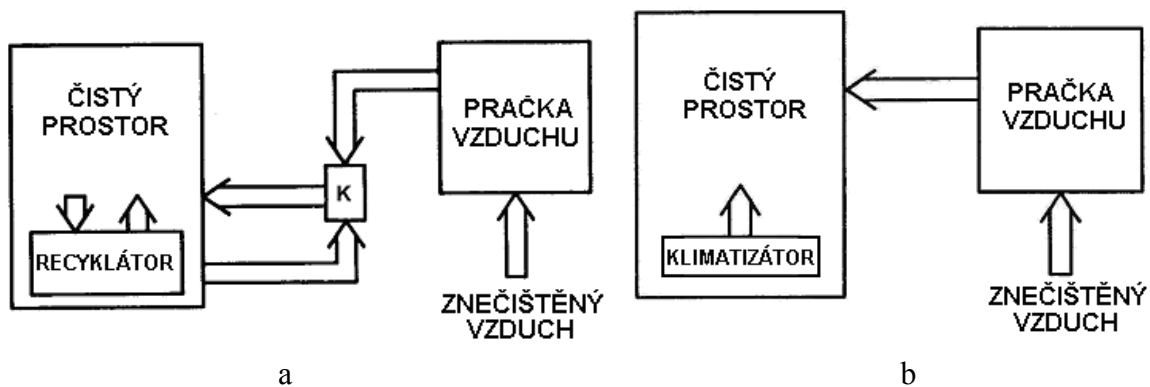 ČISTÝ
PROSTOR
RECYKLÁTOR
K
PRAČKA
VZDUCHU
ZNEČIŠTĚNÝ
VZDUCH
a
ČISTÝ
PROSTOR
KLIMATIZÁTOR
PRAČKA
VZDUCHU
ZNEČIŠTĚNÝ
VZDUCH
b